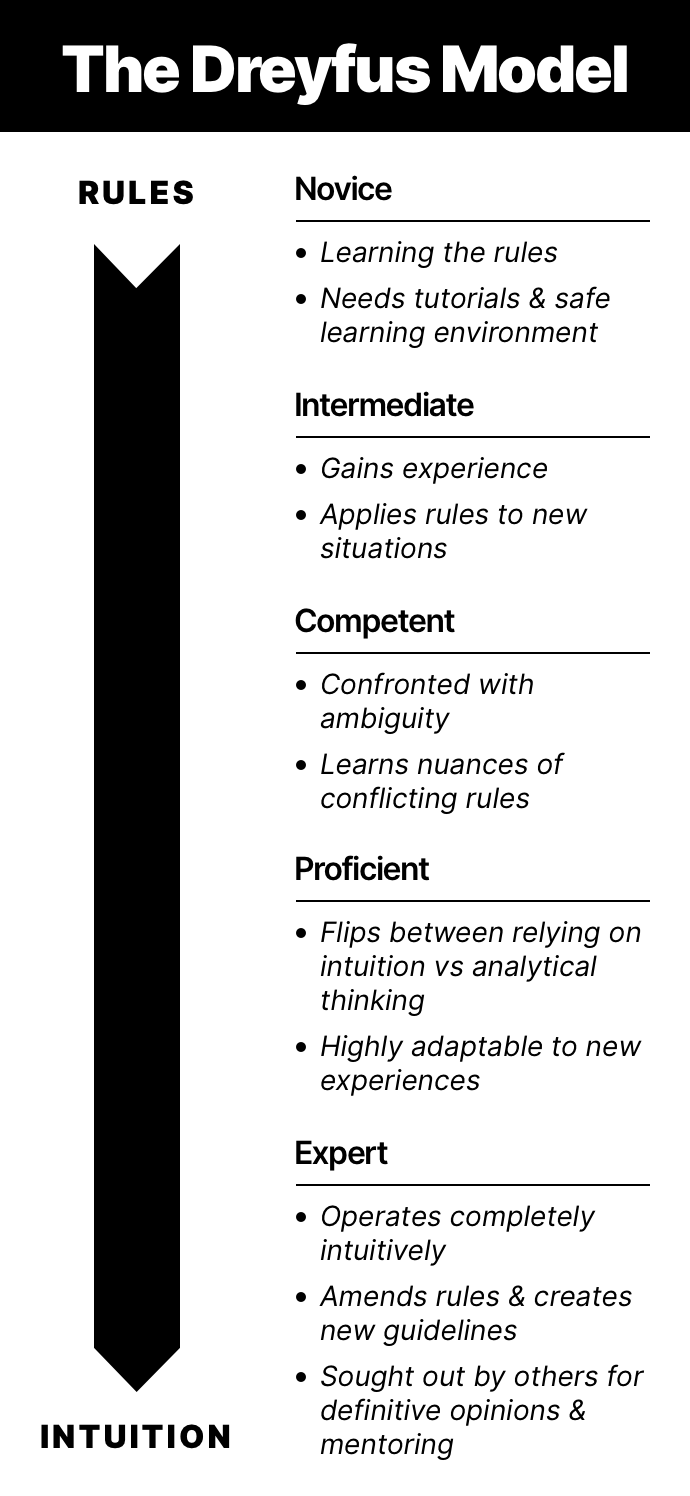 The Dreyfus Model
RULES
Novice
• Learning the rules
• Needs tutorials & safe
learning environment
Intermediate
• Gains experience
• Applies rules to new
situations
Competent
• Confronted with
ambiguity
• Learns nuances of
conflicting rules
Proficient
• Flips between relying on
intuition vs analytical
thinking
• Highly adaptable to new
experiences
Expert
• Operates completely
intuitively
• Amends rules & creates
new guidelines
• Sought out by others for
definitive opinions &
mentoring
INTUITION